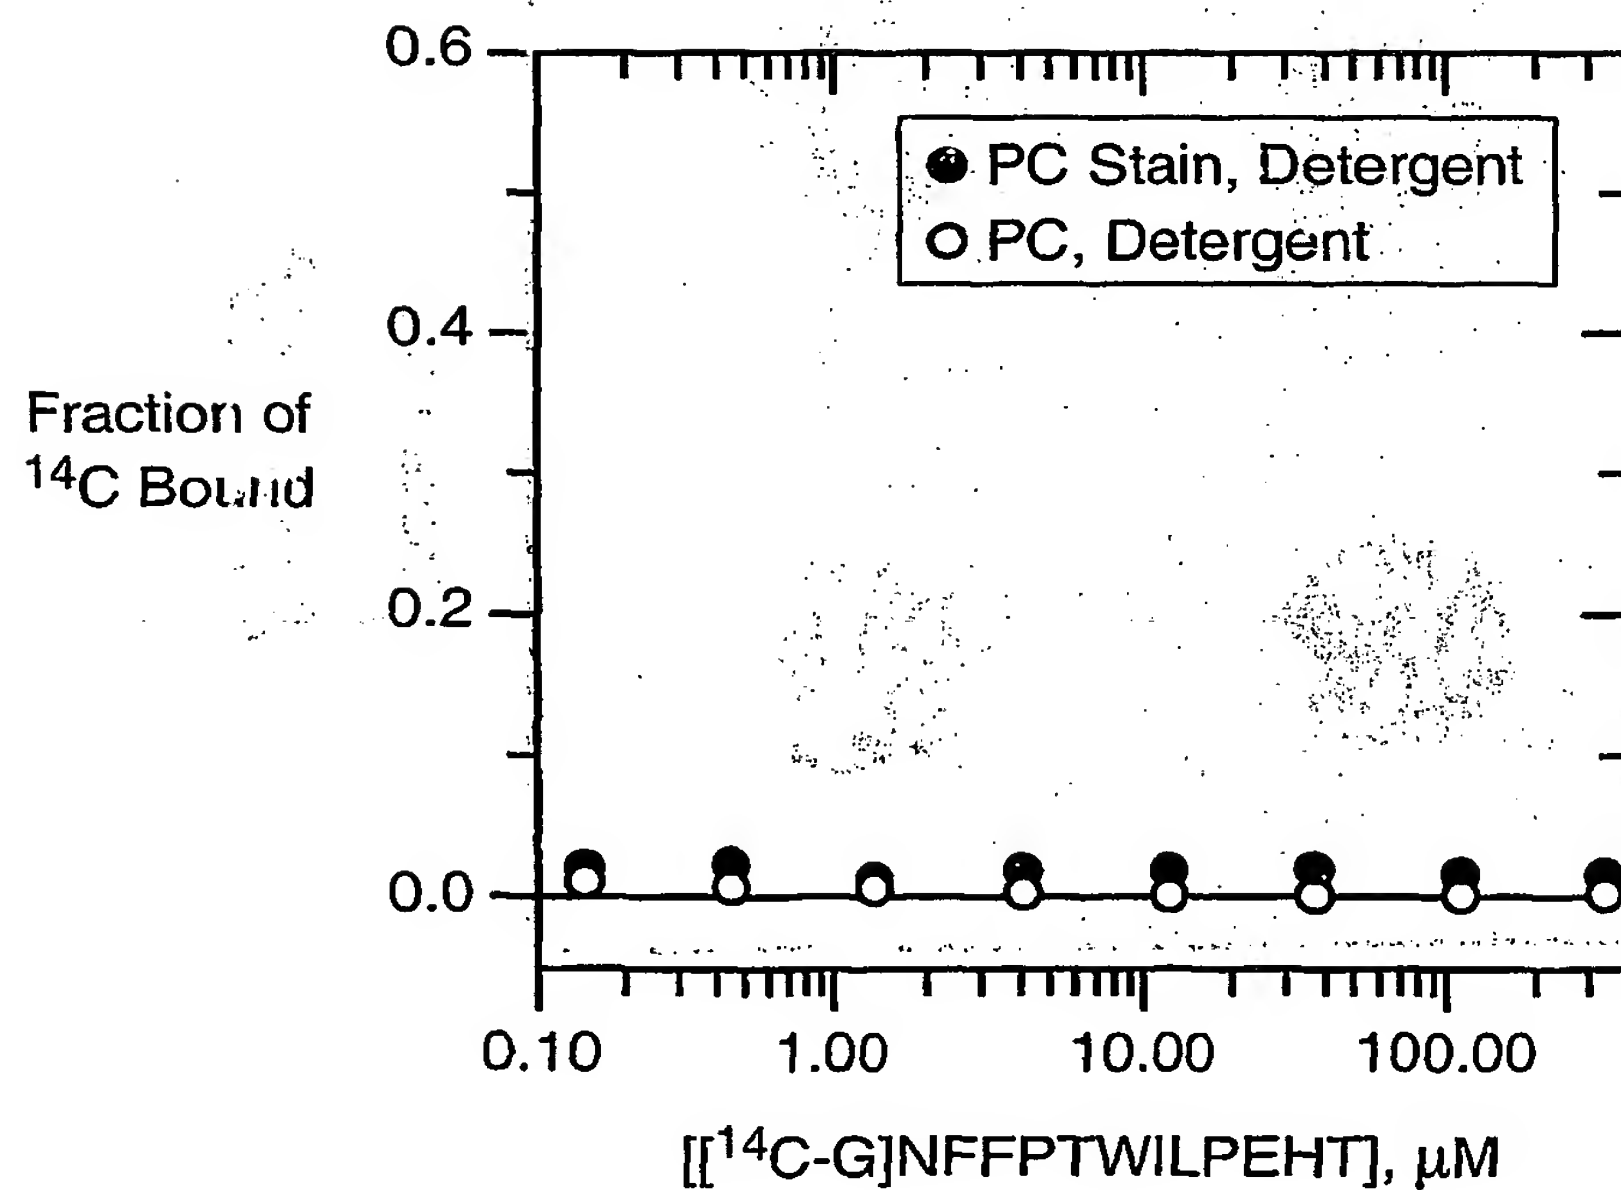 0.6
PC Stain, Detergent
PC, Detergent
0.4
Fraction of
¹⁴C Bound
0.2
0.0
0.10 1.00 10.00 100.00
[[¹⁴C-G]NFFPTWILPEHT], μM